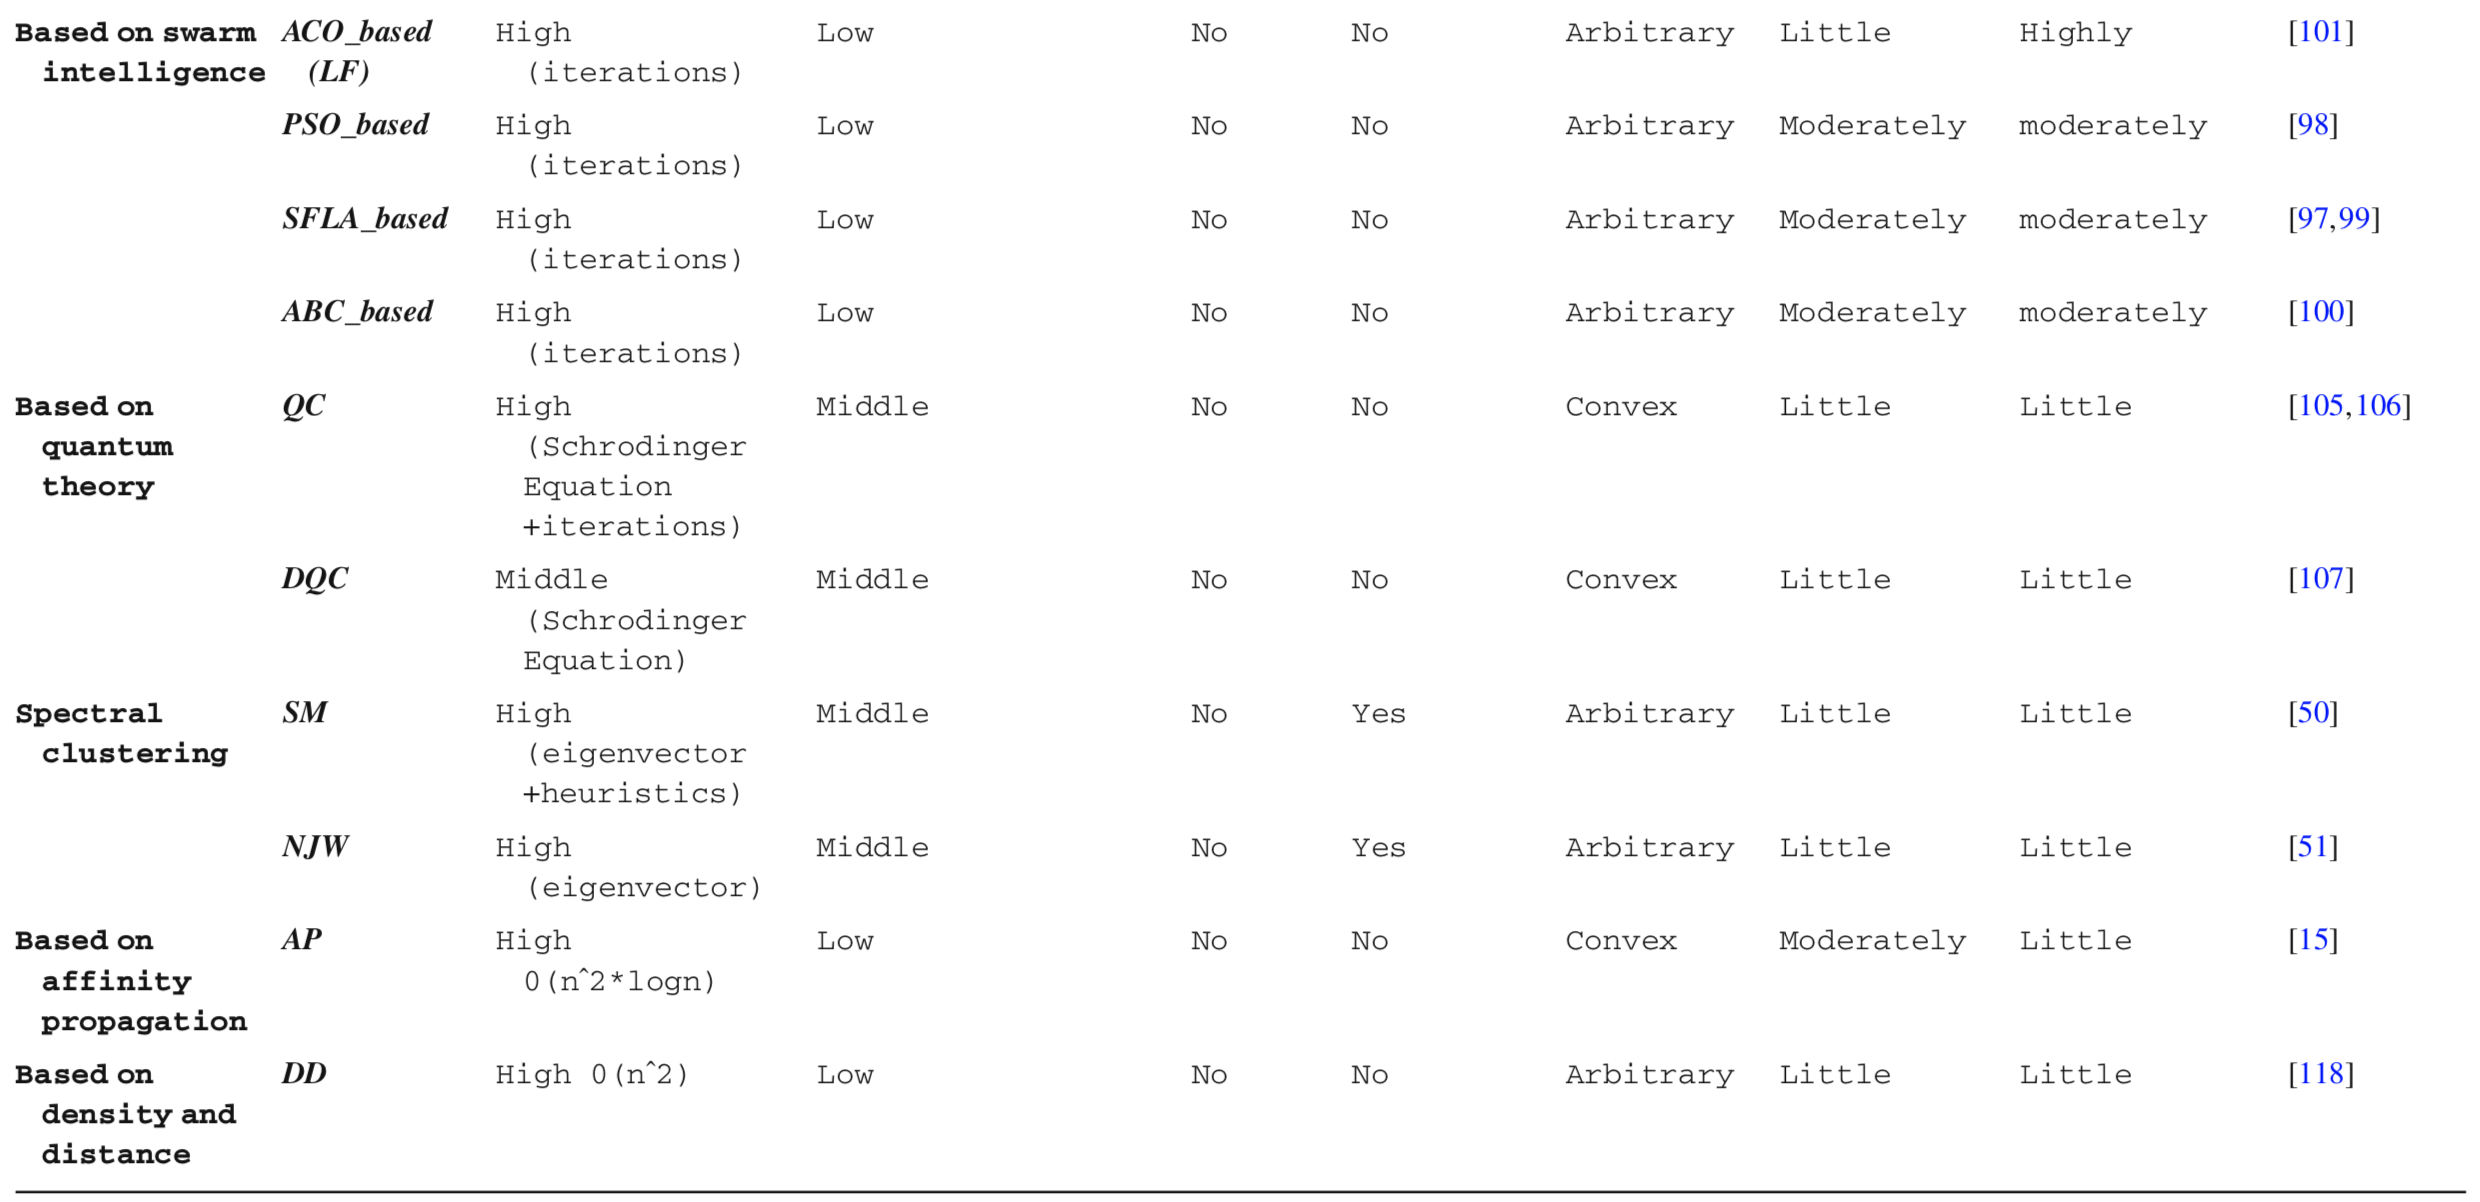 Based on swarm ACO_based High Low No No Arbitrary Little Highly [101]
intelligence (LF) (iterations)
PSO_based High Low No No Arbitrary Moderately moderately [98]
(iterations)
SFLA_based High Low No No Arbitrary Moderately moderately [97,99]
(iterations)
ABC_based High Low No No Arbitrary Moderately moderately [100]
(iterations)
Based on QC High Middle No No Convex Little Little [105,106]
quantum (Schrodinger
theory Equation
+iterations)
DQC Middle Middle No No Convex Little Little [107]
(Schrodinger
Equation)
Spectral SM High Middle No Yes Arbitrary Little Little [50]
clustering (eigenvector
+heuristics)
NJW High Middle No Yes Arbitrary Little Little [51]
(eigenvector)
Based on AP High Low No No Convex Moderately Little [15]
affinity 0(n^2*logn)
propagation
Based on DD High 0(n^2) Low No No Arbitrary Little Little [118]
density and
distance